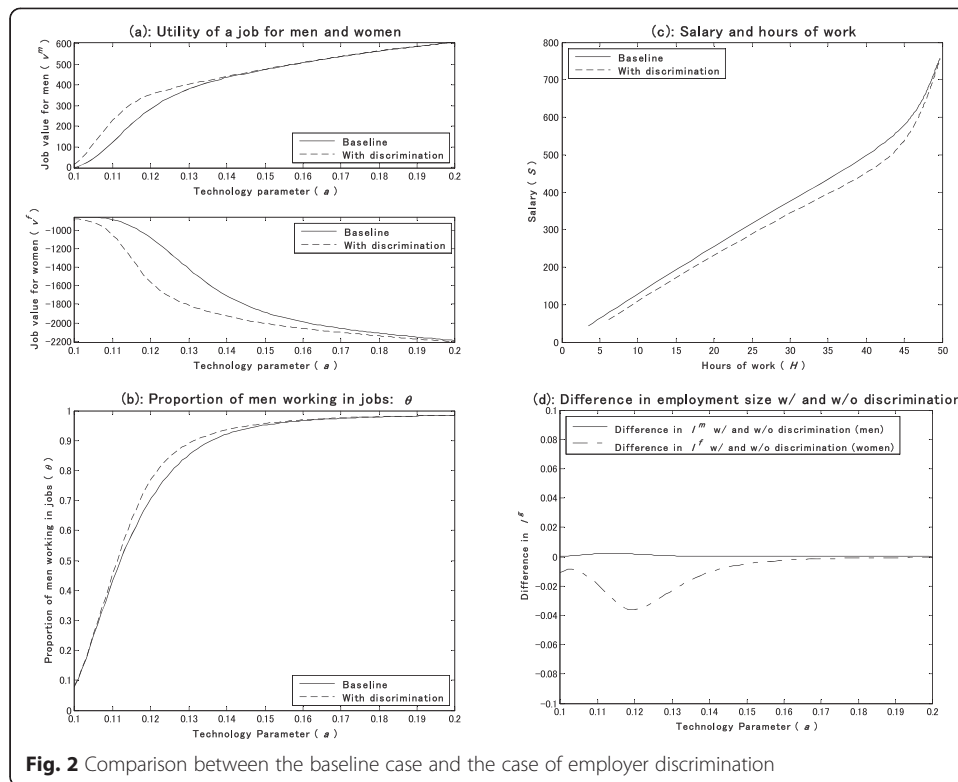 (a): Utility of a job for men and women
Job value for men ( v^m )
600
500
400
300
200
100
0
Baseline
With discrimination
0.1 0.11 0.12 0.13 0.14 0.15 0.16 0.17 0.18 0.19 0.2
Technology parameter ( a )
Job value for women ( v^f )
-1000
-1200
-1400
-1600
-1800
-2000
-2200
Baseline
With discrimination
0.1 0.11 0.12 0.13 0.14 0.15 0.16 0.17 0.18 0.19 0.2
Technology parameter ( a )
(c): Salary and hours of work
Salary ( S )
800
700
600
500
400
300
200
100
0
Baseline
With discrimination
0 5 10 15 20 25 30 35 40 45 50
Hours of work ( H )
(b): Proportion of men working in jobs: θ
Proportion of men working in jobs ( θ )
1
0.9
0.8
0.7
0.6
0.5
0.4
0.3
0.2
0.1
0
Baseline
With discrimination
0.1 0.11 0.12 0.13 0.14 0.15 0.16 0.17 0.18 0.19 0.2
Technology Parameter ( a )
(d): Difference in employment size w/ and w/o discrimination
Difference in l^g
0.1
0.08
0.06
0.04
0.02
0
-0.02
-0.04
-0.06
-0.08
-0.1
Difference in l^m w/ and w/o discrimination (men)
Difference in l^f w/ and w/o discrimination (women)
0.1 0.11 0.12 0.13 0.14 0.15 0.16 0.17 0.18 0.19 0.2
Technology Parameter ( a )
Fig. 2 Comparison between the baseline case and the case of employer discrimination